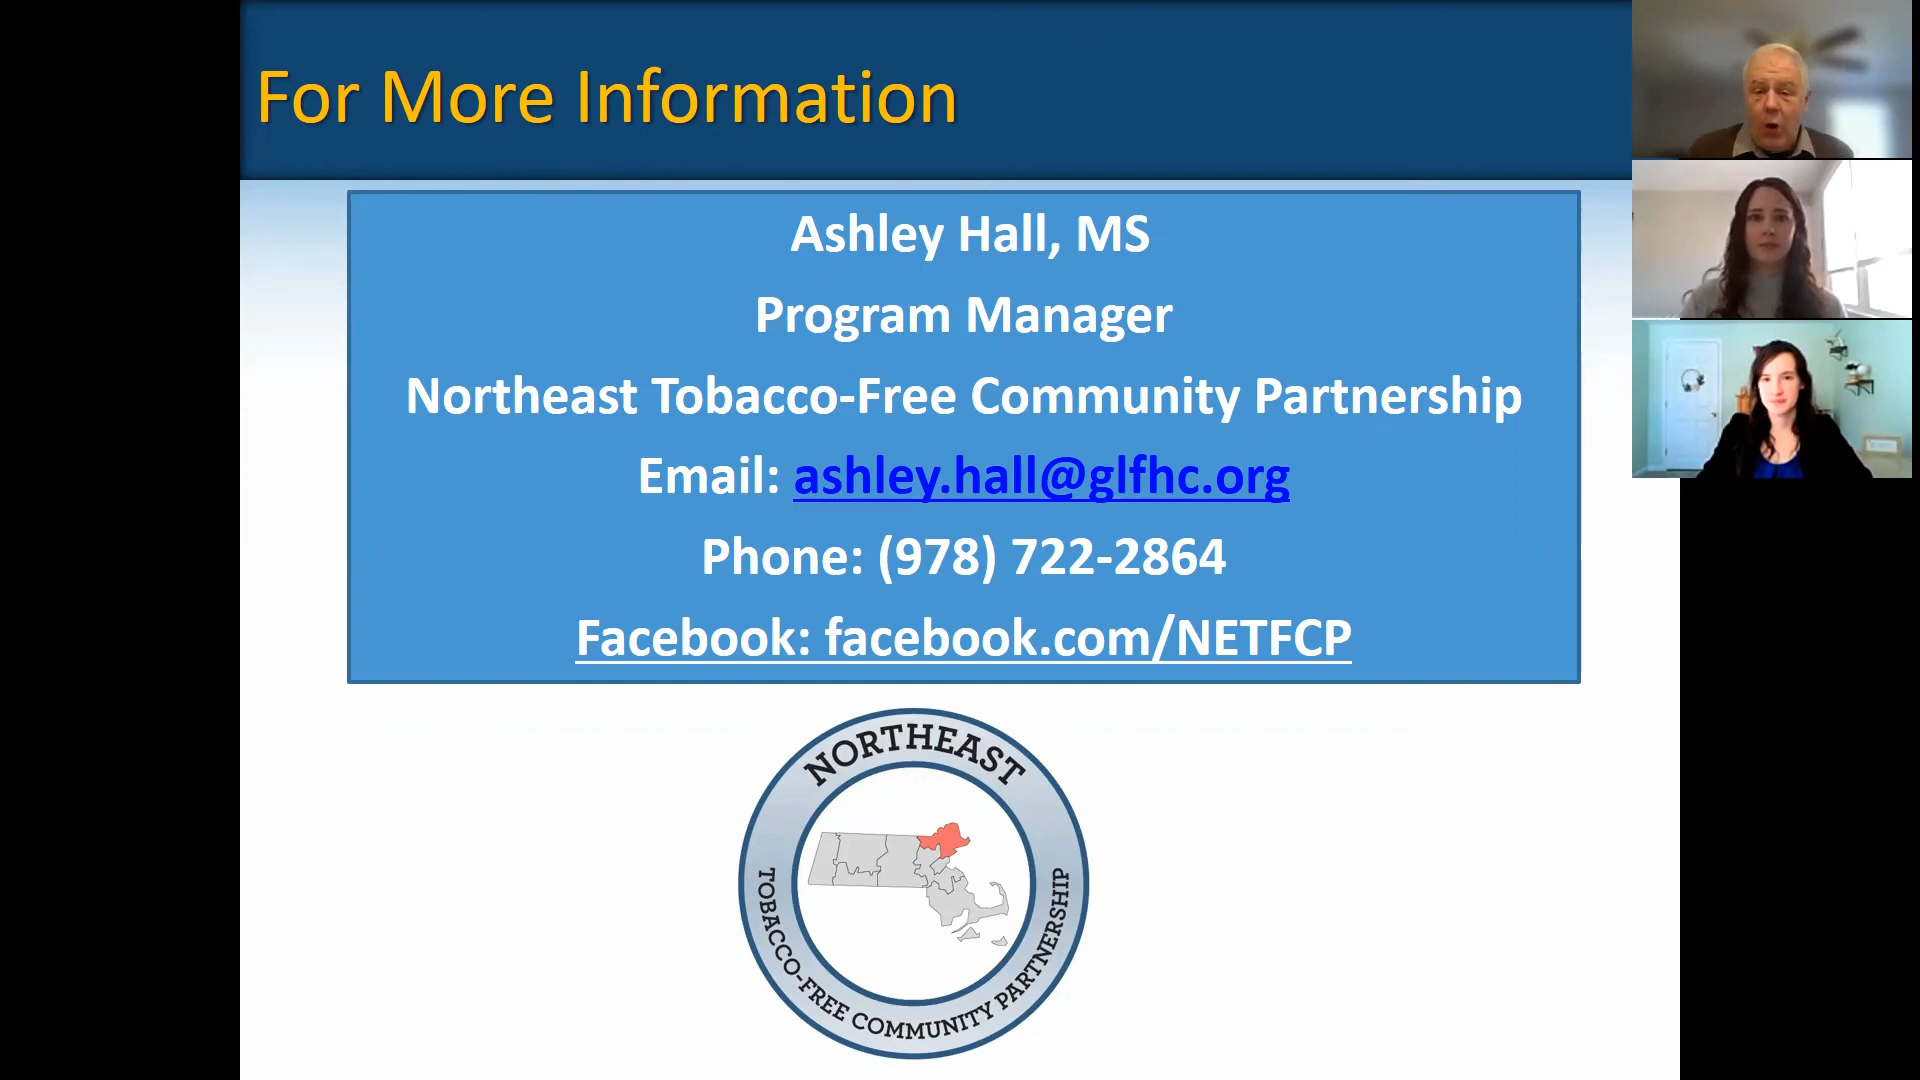 For More Information
Ashley Hall, MS
Program Manager
Northeast Tobacco-Free Community Partnership
Email: ashley.hall@glfhc.org
Phone: (978) 722-2864
Facebook: facebook.com/NETFCP
NORTHEAST
TOBACCO-FREE COMMUNITY PARTNERSHIP